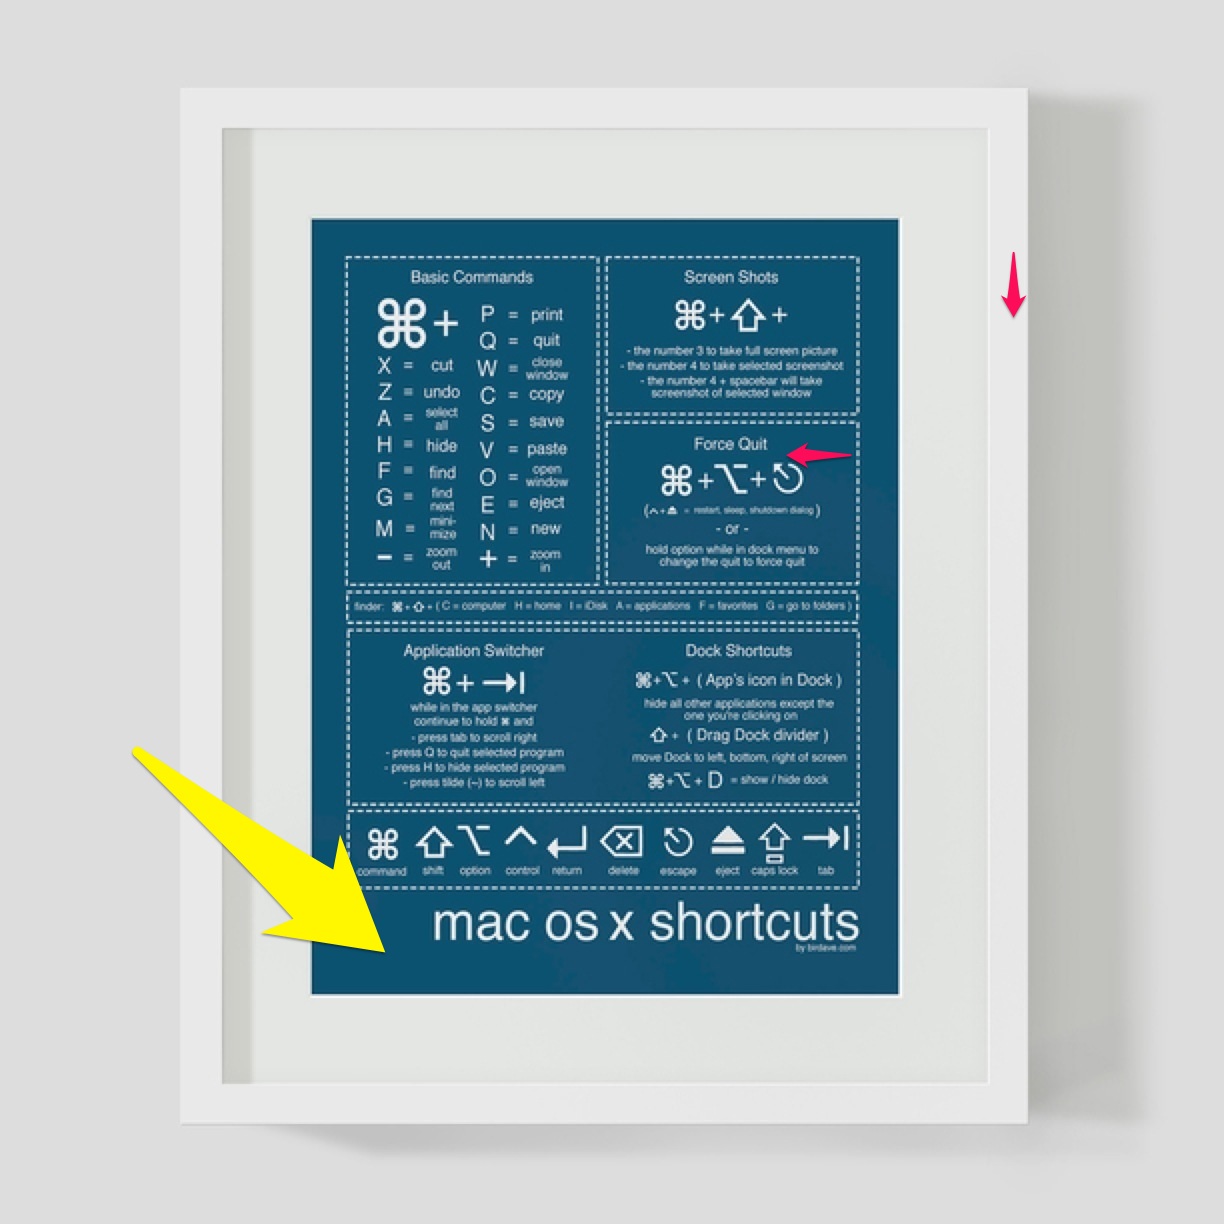 Basic Commands
⌘+
X = cut
Z = undo
A = select all
H = hide
F = find
G = find next
M = mini-mize
− = zoom out
P = print
Q = quit
W = close window
C = copy
S = save
V = paste
O = open window
E = eject
N = new
+ = zoom in
Screen Shots
⌘+⇧+
- the number 3 to take full screen picture
- the number 4 to take selected screenshot
- the number 4 + spacebar will take
screenshot of selected window
Force Quit
⌘+⌥+⎋
(^+⏏ = restart, sleep, shutdown dialog)
- or -
hold option while in dock menu to
change the quit to force quit
finder: ⌘+⇧+( C = computer H = home I = iDisk A = applications F = favorites G = go to folders )
Application Switcher
⌘+⇥
while in the app switcher
continue to hold ⌘ and
- press tab to scroll right
- press Q to quit selected program
- press H to hide selected program
- press tilde (~) to scroll left
Dock Shortcuts
⌘+⌥+ ( App's icon in Dock )
hide all other applications except the
one you're clicking on
⇧+ ( Drag Dock divider )
move Dock to left, bottom, right of screen
⌘+⌥+ D = show / hide dock
⌘ ⇧ ⌥ ^ ↵ ⌫ ⎋ ⏏ ⇪ ⇥
command shift option control return delete escape eject caps lock tab
mac os x shortcuts
by birdave.com